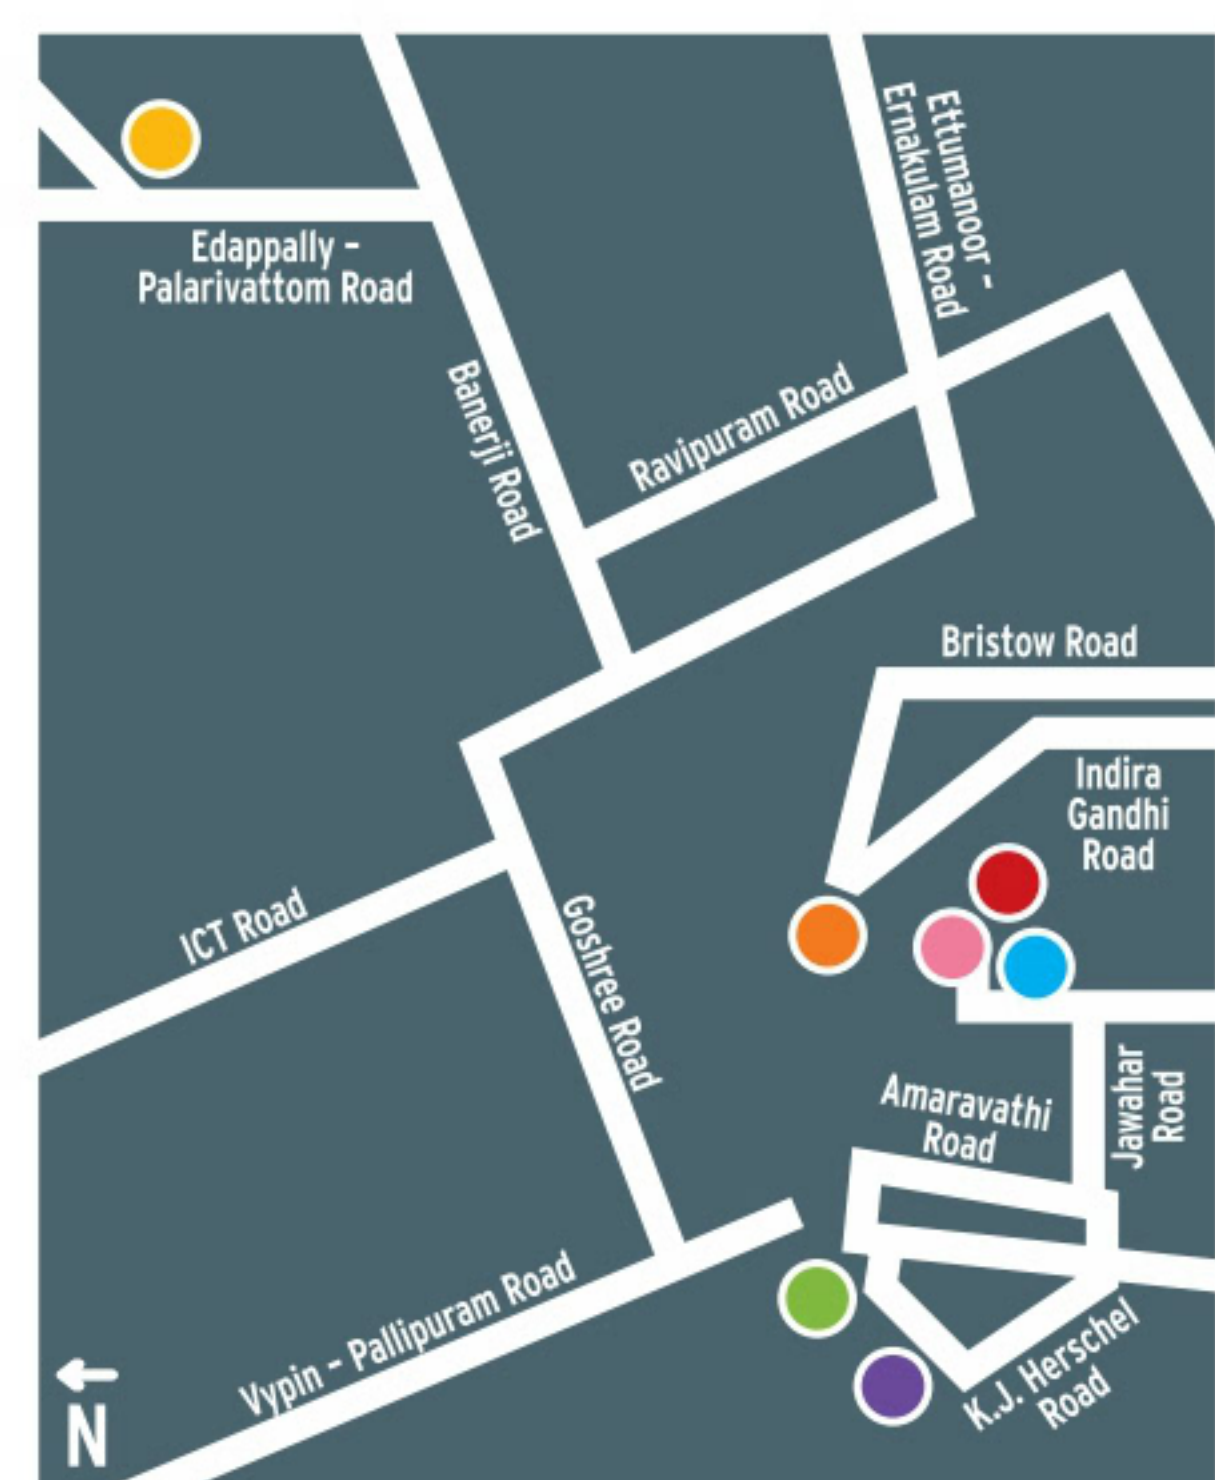 Ettumanoor -
Ernakulam Road
Edappally -
Palarivattom Road
Banerji Road
Ravipuram Road
Bristow Road
Indira
Gandhi
Road
ICT Road
Goshree Road
Amaravathi
Road
Jawahar
Road
Vypin - Pallipuram Road
K.J. Herschel
Road
N